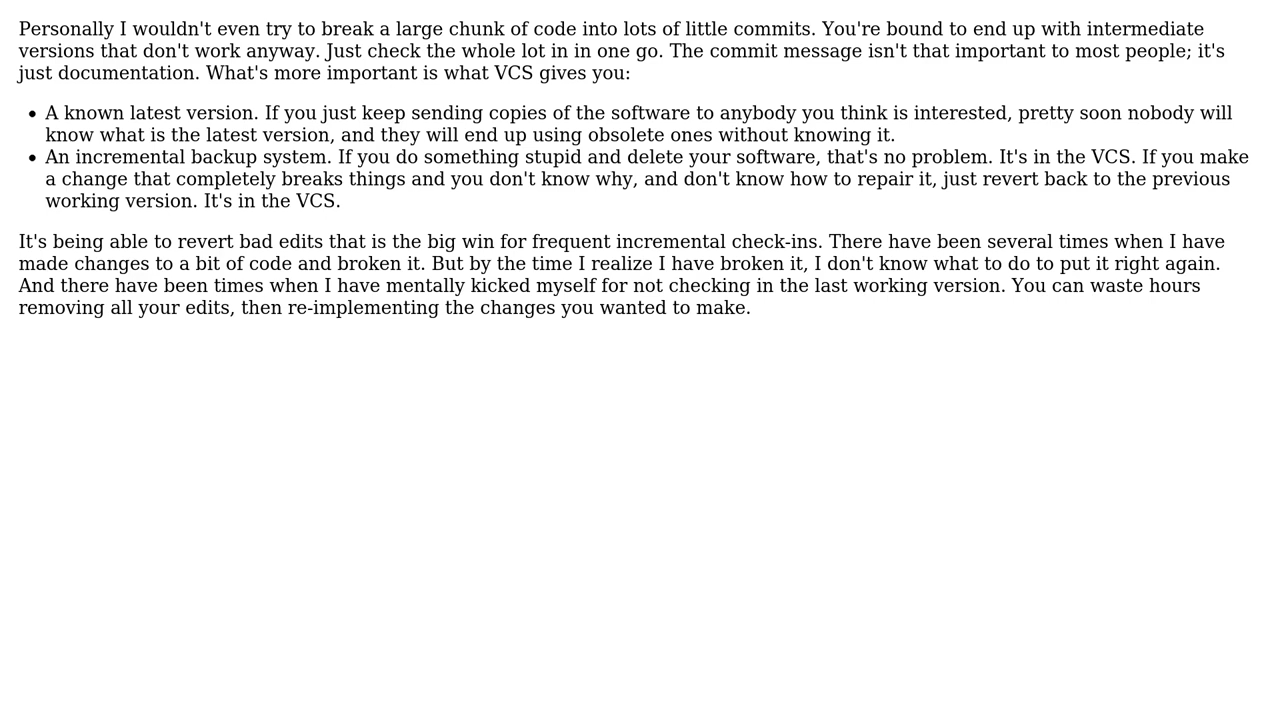 Personally I wouldn't even try to break a large chunk of code into lots of little commits. You're bound to end up with intermediate
versions that don't work anyway. Just check the whole lot in in one go. The commit message isn't that important to most people; it's
just documentation. What's more important is what VCS gives you:
• A known latest version. If you just keep sending copies of the software to anybody you think is interested, pretty soon nobody will
know what is the latest version, and they will end up using obsolete ones without knowing it.
• An incremental backup system. If you do something stupid and delete your software, that's no problem. It's in the VCS. If you make
a change that completely breaks things and you don't know why, and don't know how to repair it, just revert back to the previous
working version. It's in the VCS.
It's being able to revert bad edits that is the big win for frequent incremental check-ins. There have been several times when I have
made changes to a bit of code and broken it. But by the time I realize I have broken it, I don't know what to do to put it right again.
And there have been times when I have mentally kicked myself for not checking in the last working version. You can waste hours
removing all your edits, then re-implementing the changes you wanted to make.